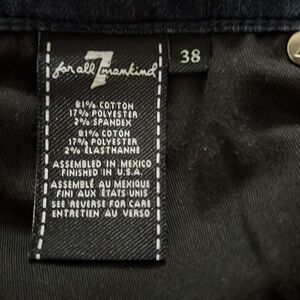 7
for all mankind
38
81% COTTON
17% POLYESTER
2% SPANDEX
81% COTON
17% POLYESTER
2% ELASTHANNE
ASSEMBLED IN MEXICO
FINISHED IN U.S.A.
ASSEMBLÉ AU MEXIQUE
FINI AUX ÉTATS UNIS
SEE REVERSE FOR CARE
ENTRETIEN AU VERSO